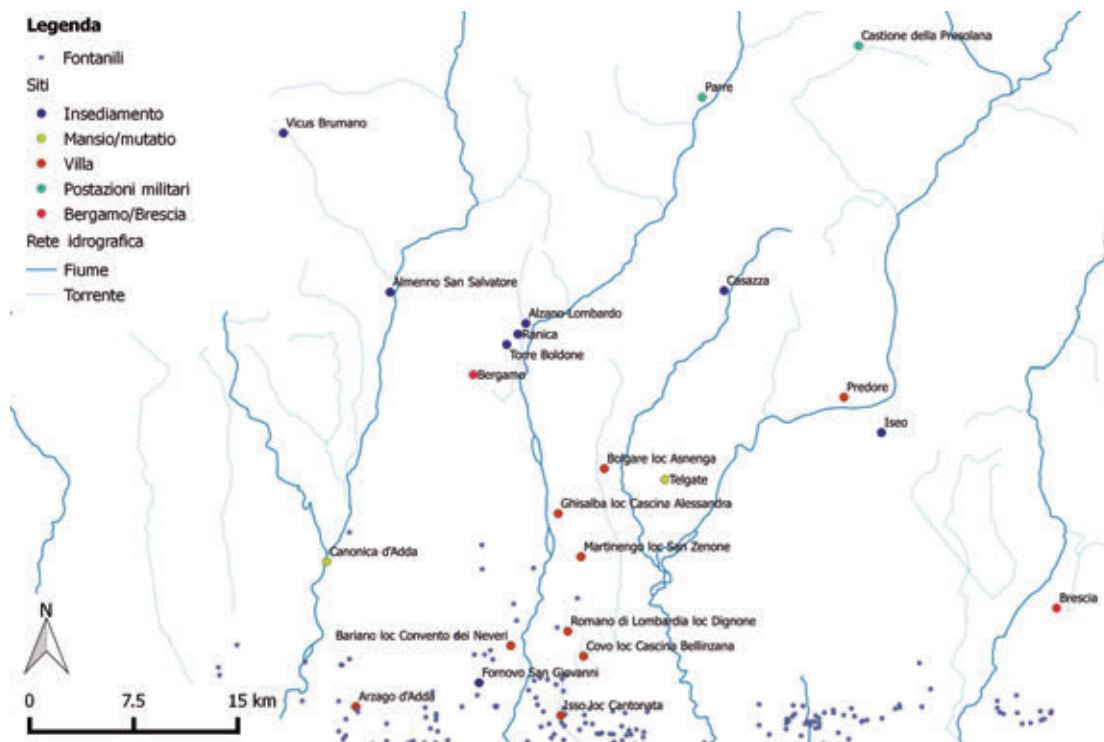 Legenda
Fontanili
Siti
Insediamento
Mansio/mutatio
Villa
Postazioni militari
Bergamo/Brescia
Rete idrografica
Fiume
Torrente
Castione della Presolana
Parre
Vicus Brumano
Almenno San Salvatore
Casazza
Alzano Lombardo
Ranica
Torre Boldone
Bergamo
Predore
Iseo
Bolgare loc Asnenga
Telgate
Ghisalba loc Cascina Alessandra
Martinengo loc San Zenone
Canonica d'Adda
Brescia
Romano di Lombardia loc Dignone
Bariano loc Convento dei Neveri
Covo loc Cascina Bellinzana
Fornovo San Giovanni
Arzago d'Adda
Isso loc Cantonata
N
0 7.5 15 km